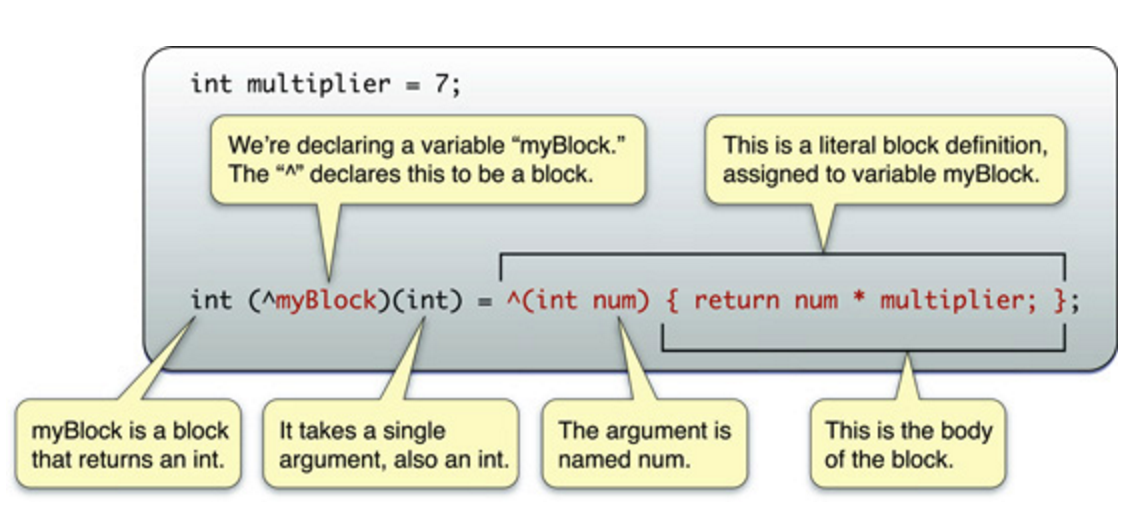 int multiplier = 7;
We're declaring a variable “myBlock.”
The “^” declares this to be a block.
This is a literal block definition,
assigned to variable myBlock.
int (^myBlock)(int) = ^(int num) { return num * multiplier; };
myBlock is a block
that returns an int.
It takes a single
argument, also an int.
The argument is
named num.
This is the body
of the block.